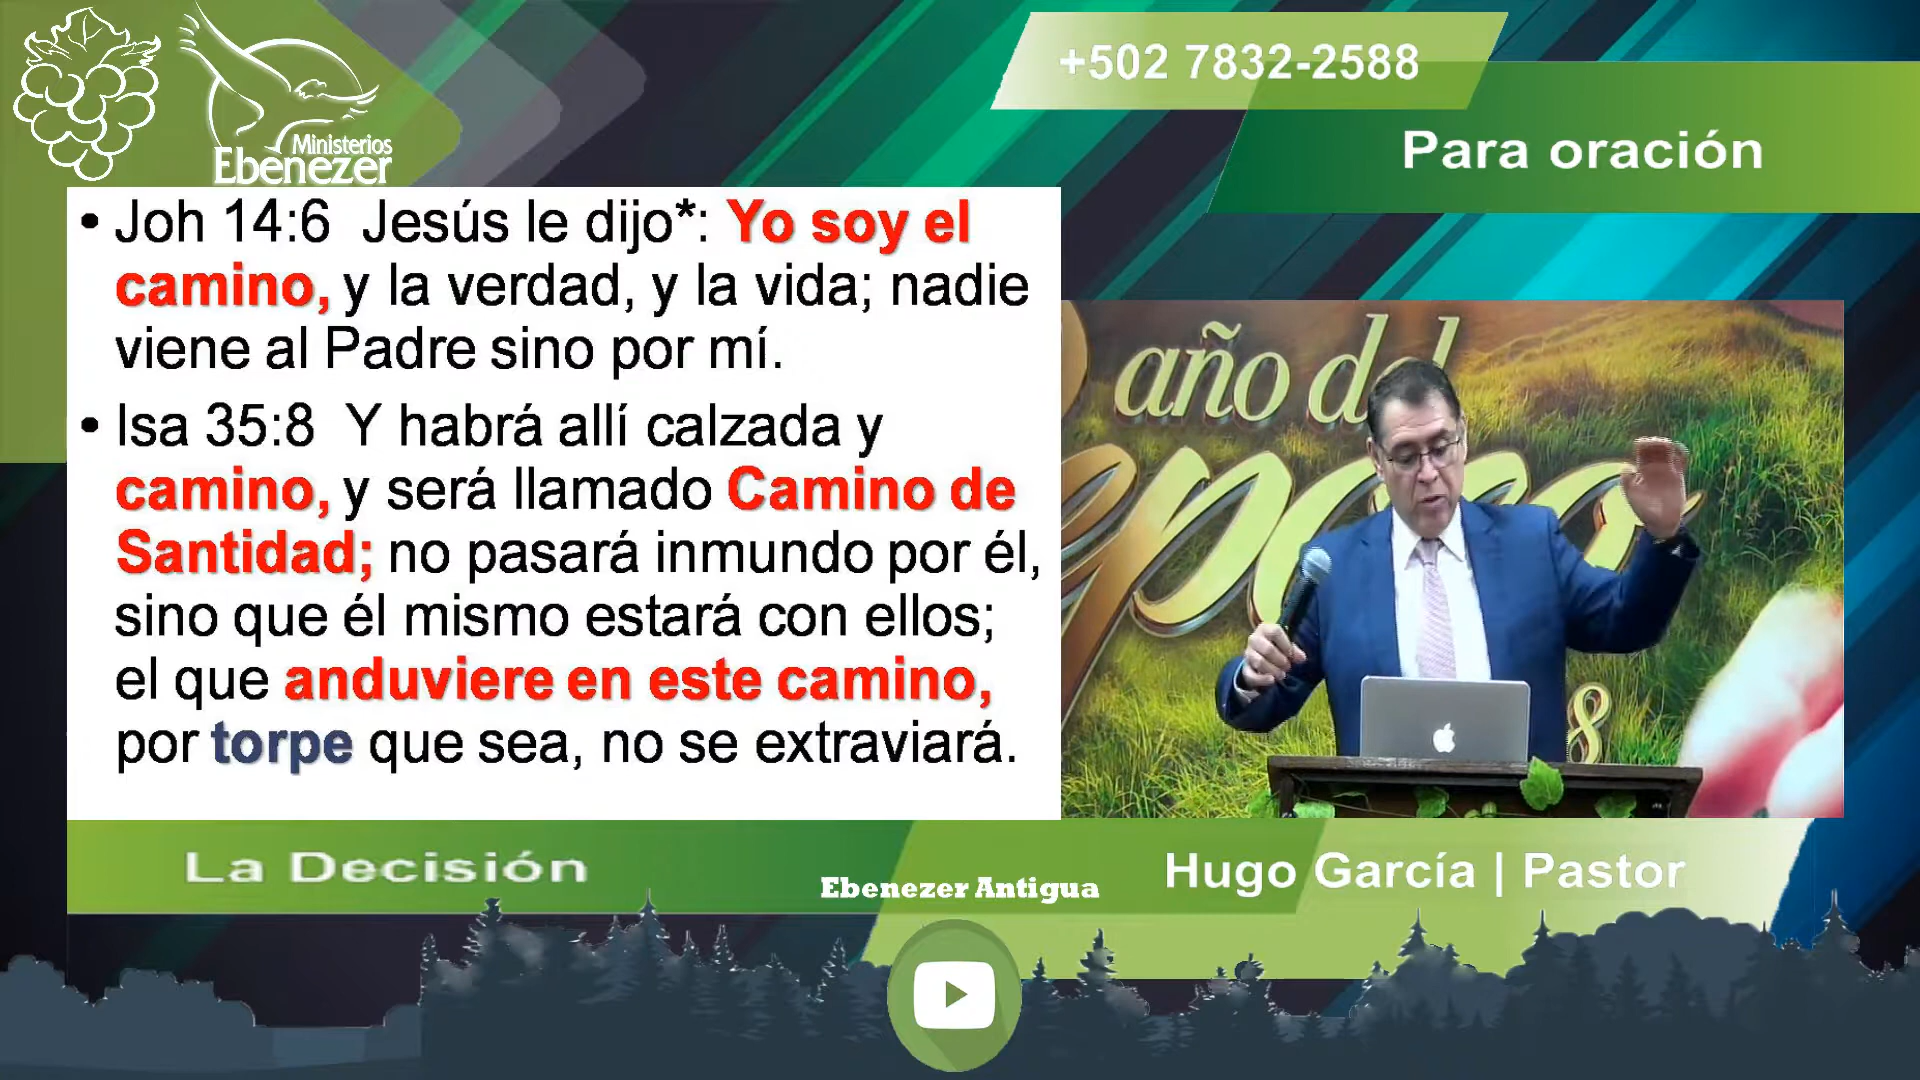 +502 7832-2588
Para oración
Ministerios
Ebenezer
• Joh 14:6  Jesús le dijo*: Yo soy el
camino, y la verdad, y la vida; nadie
viene al Padre sino por mí.
• Isa 35:8  Y habrá allí calzada y
camino, y será llamado Camino de
Santidad; no pasará inmundo por él,
sino que él mismo estará con ellos;
el que anduviere en este camino,
por torpe que sea, no se extraviará.
año del
8
La Decisión
Ebenezer Antigua
Hugo García | Pastor